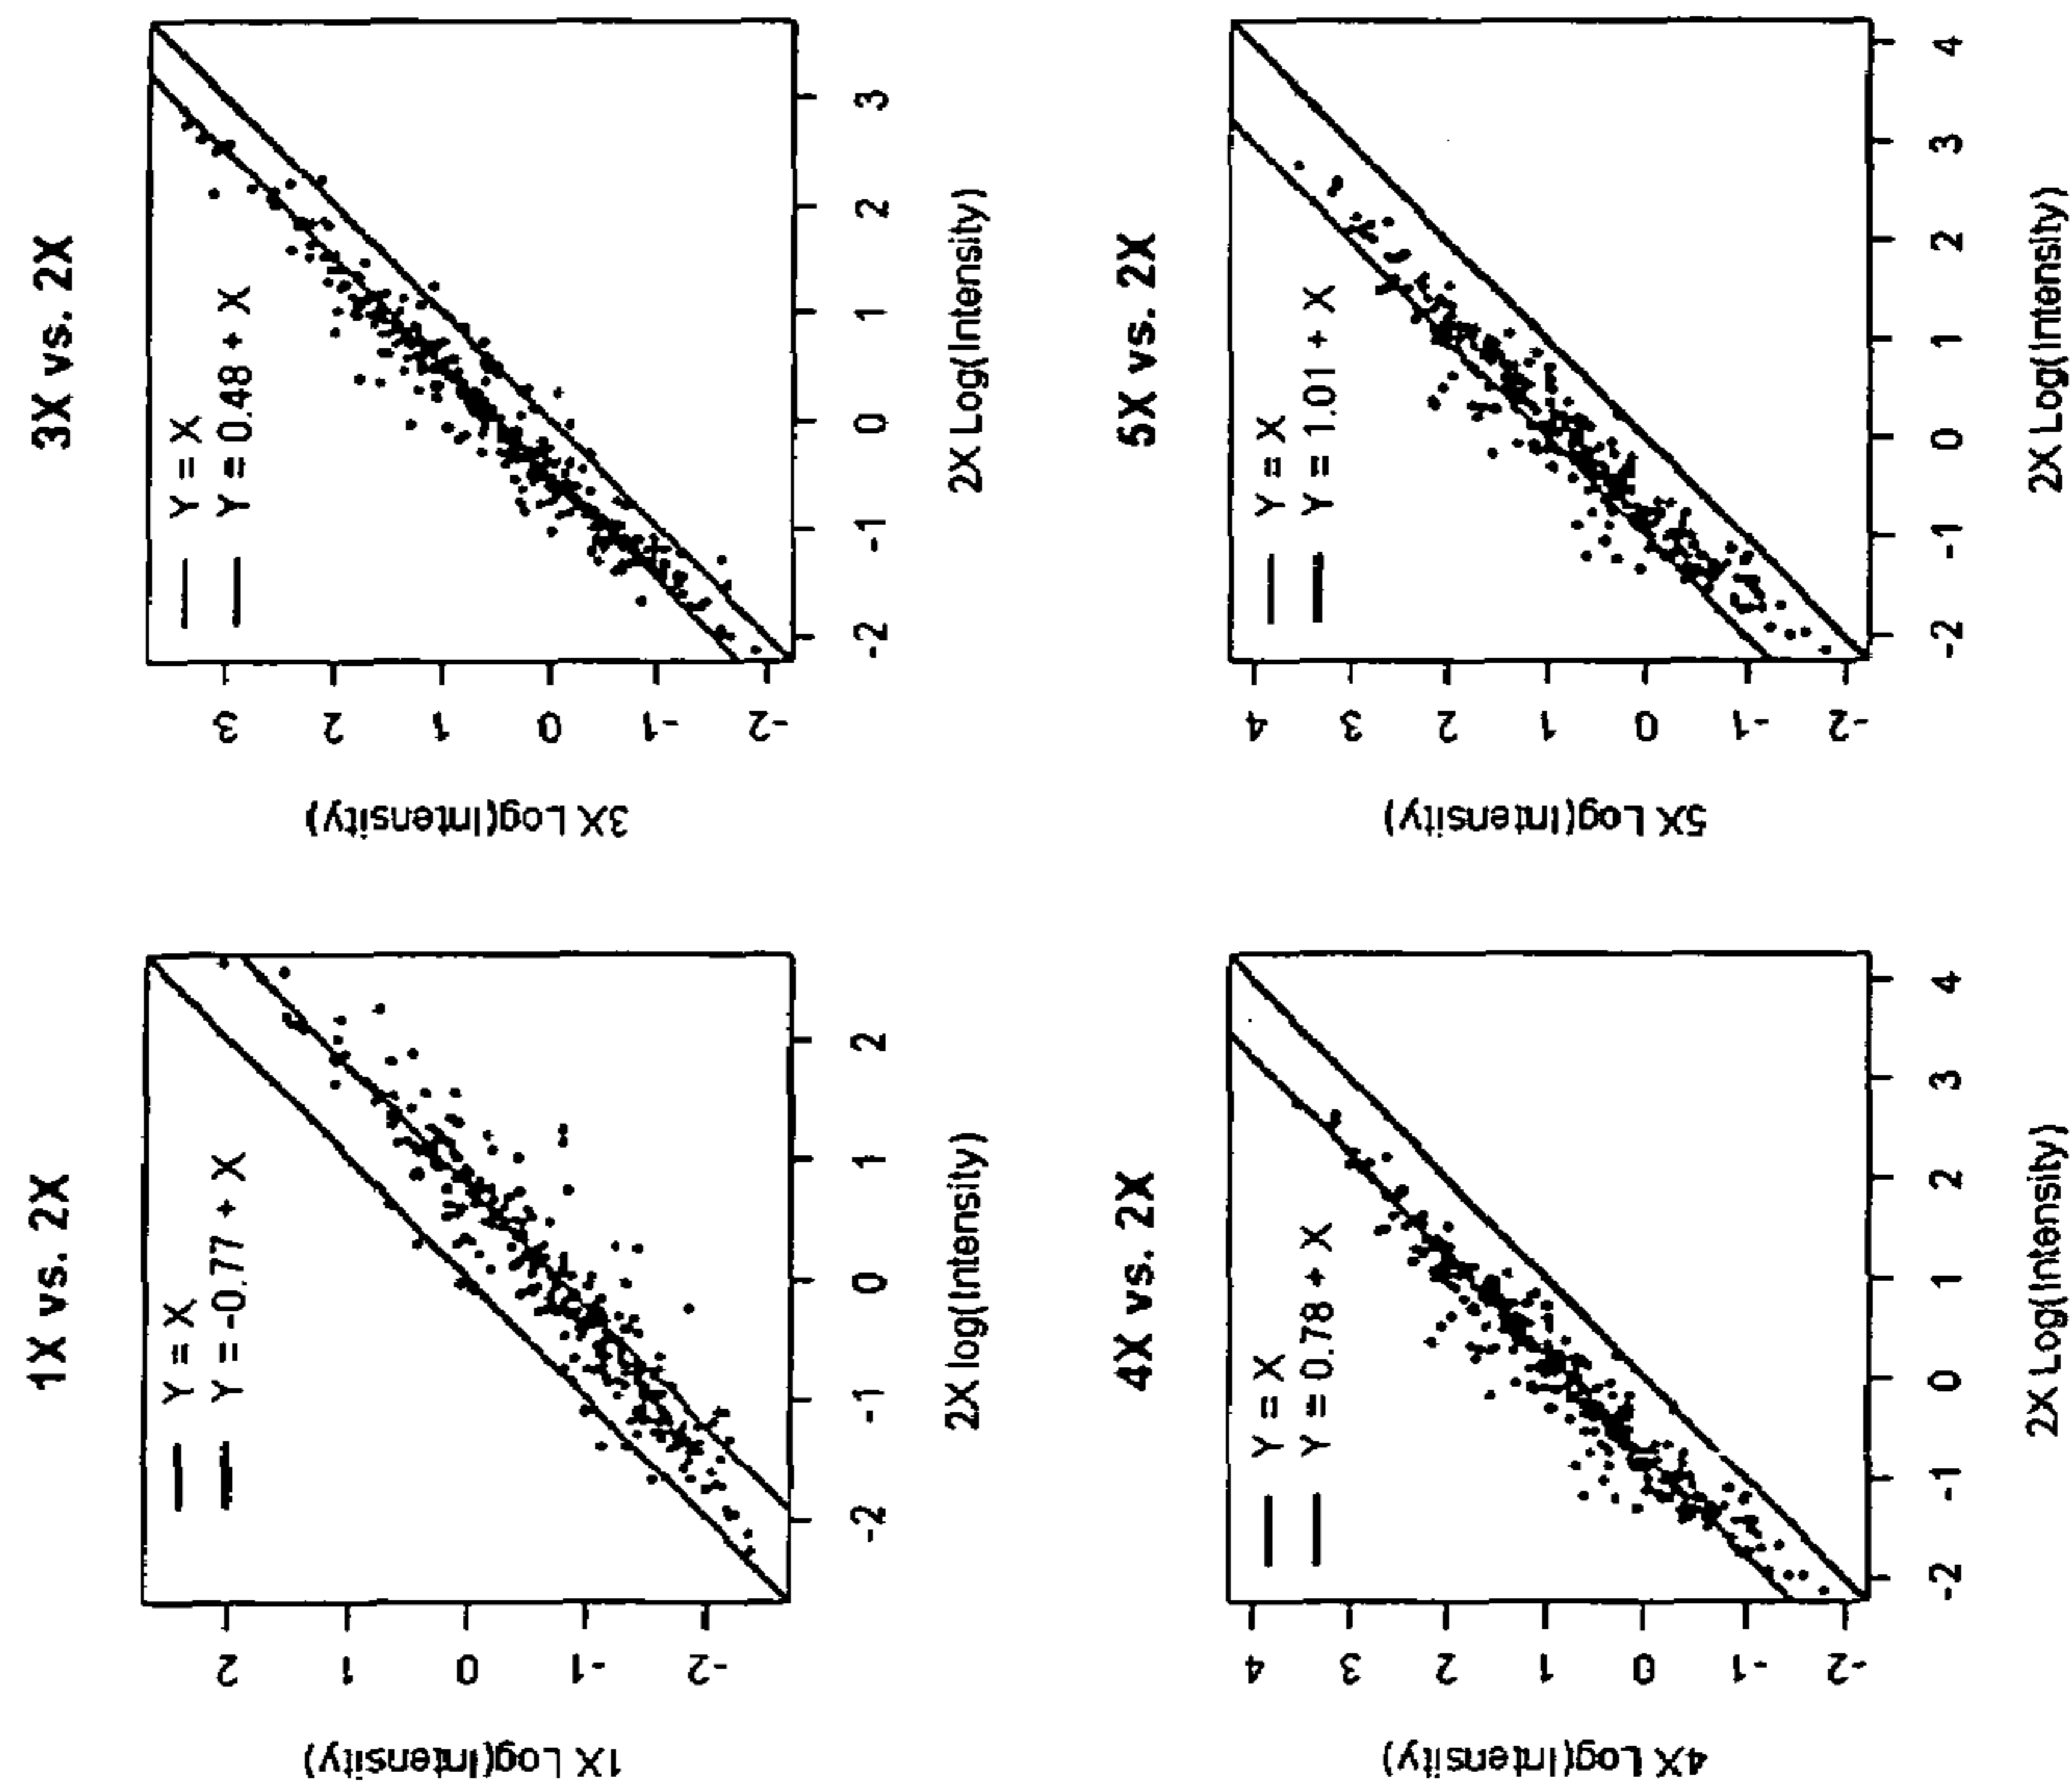 1X vs. 2X
Y = X
Y = -0.77 + X
2
1
0
-1
-2
1X Log(Intensity)
-2
-1
0
1
2
2X log(Intensity)
3X vs. 2X
Y = X
Y = 0.48 + X
3
2
1
0
-1
-2
3X Log(Intensity)
-2
-1
0
1
2
3
2X Log(Intensity)
4X vs. 2X
Y = X
Y = 0.78 + X
4
3
2
1
0
-1
-2
4X Log(Intensity)
-2
-1
0
1
2
3
4
2X Log(Intensity)
5X vs. 2X
Y = X
Y = 1.01 + X
4
3
2
1
0
-1
-2
5X Log(Intensity)
-2
-1
0
1
2
3
4
2X Log(Intensity)